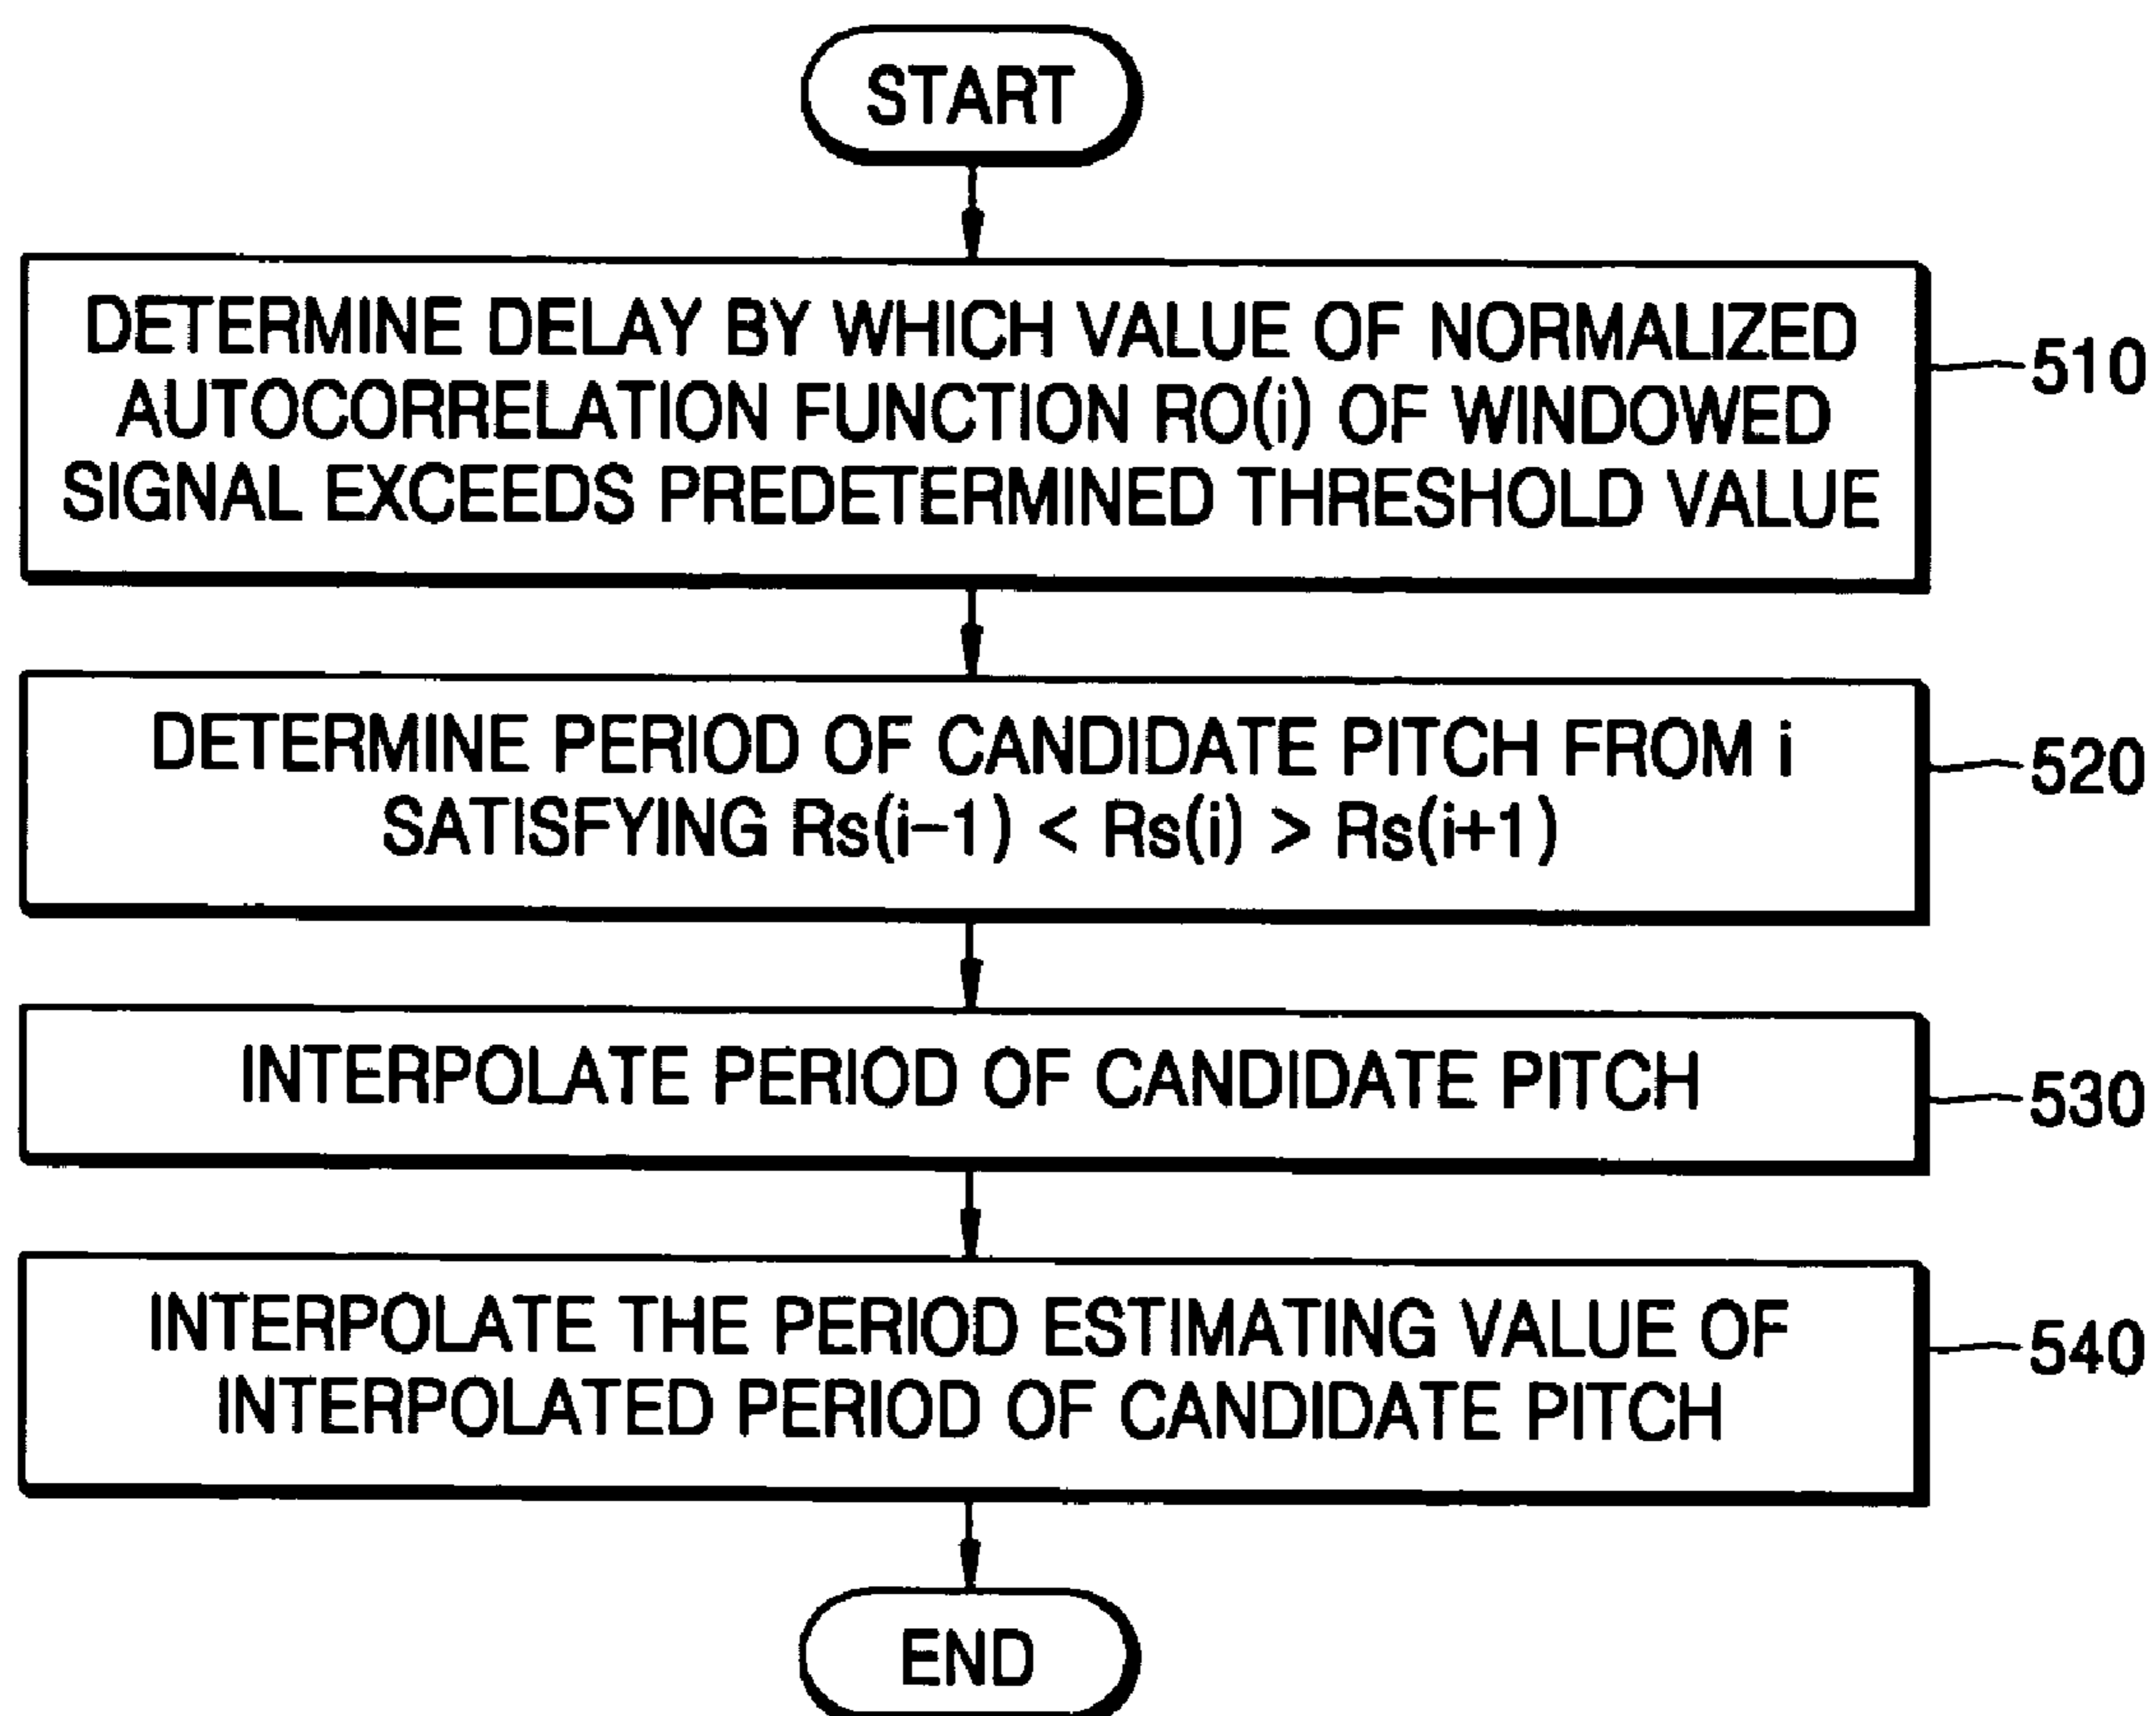 START
DETERMINE DELAY BY WHICH VALUE OF NORMALIZED
AUTOCORRELATION FUNCTION RO(i) OF WINDOWED
SIGNAL EXCEEDS PREDETERMINED THRESHOLD VALUE
510
DETERMINE PERIOD OF CANDIDATE PITCH FROM i
SATISFYING Rs(i−1) < Rs(i) > Rs(i+1)
520
INTERPOLATE PERIOD OF CANDIDATE PITCH
530
INTERPOLATE THE PERIOD ESTIMATING VALUE OF
INTERPOLATED PERIOD OF CANDIDATE PITCH
540
END